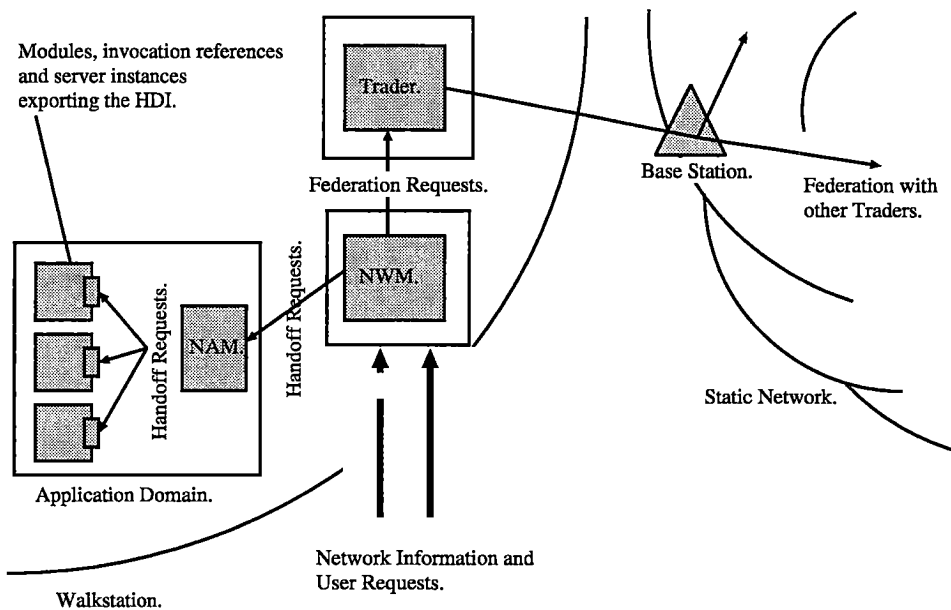 Modules, invocation references
and server instances
exporting the HDI.
Trader.
Federation Requests.
Base Station.
Federation with
other Traders.
NWM.
Handoff Requests.
NAM.
Handoff Requests.
Static Network.
Application Domain.
Network Information and
User Requests.
Walkstation.